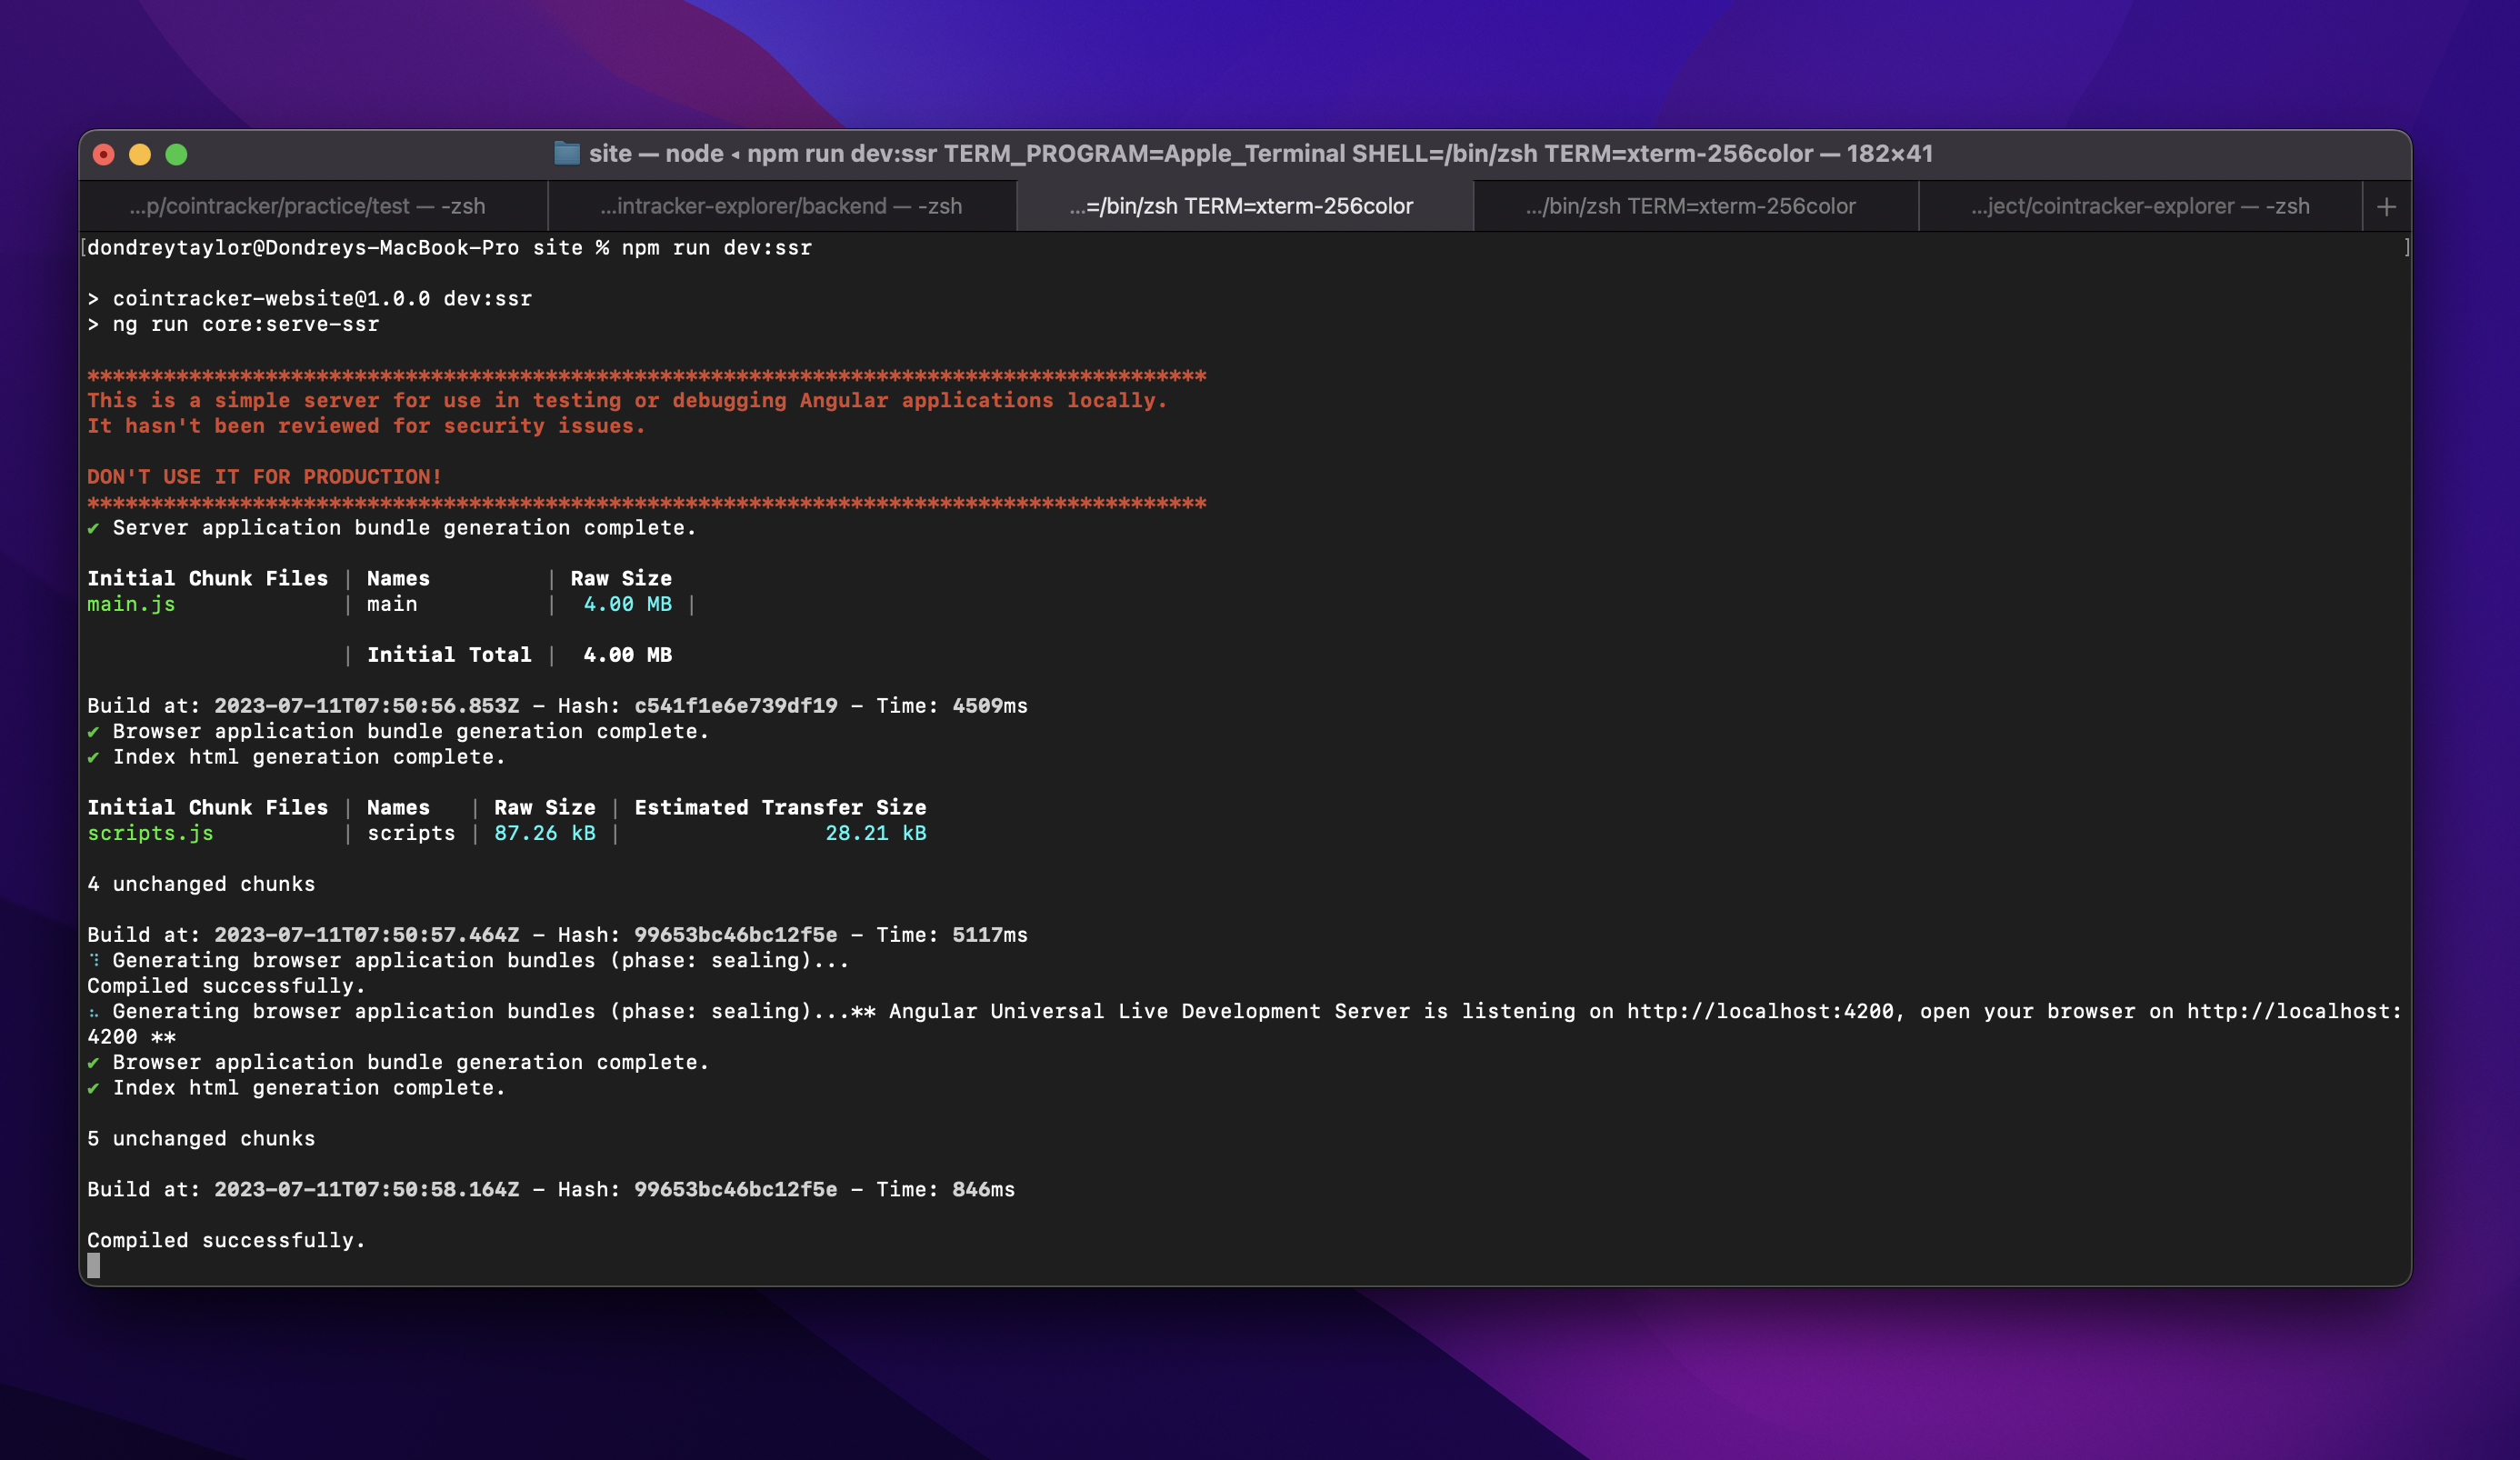 site — node ◂ npm run dev:ssr TERM_PROGRAM=Apple_Terminal SHELL=/bin/zsh TERM=xterm-256color — 182×41
...p/cointracker/practice/test — -zsh
...intracker-explorer/backend — -zsh
...=/bin/zsh TERM=xterm-256color
.../bin/zsh TERM=xterm-256color
...ject/cointracker-explorer — -zsh
+
[dondreytaylor@Dondreys-MacBook-Pro site % npm run dev:ssr ]
> cointracker-website@1.0.0 dev:ssr
> ng run core:serve-ssr
****************************************************************************************
This is a simple server for use in testing or debugging Angular applications locally.
It hasn't been reviewed for security issues.
DON'T USE IT FOR PRODUCTION!
****************************************************************************************
✔ Server application bundle generation complete.
Initial Chunk Files | Names | Raw Size
main.js | main | 4.00 MB |
| Initial Total | 4.00 MB
Build at: 2023-07-11T07:50:56.853Z - Hash: c541f1e6e739df19 - Time: 4509ms
✔ Browser application bundle generation complete.
✔ Index html generation complete.
Initial Chunk Files | Names | Raw Size | Estimated Transfer Size
scripts.js | scripts | 87.26 kB | 28.21 kB
4 unchanged chunks
Build at: 2023-07-11T07:50:57.464Z - Hash: 99653bc46bc12f5e - Time: 5117ms
⠹ Generating browser application bundles (phase: sealing)...
Compiled successfully.
⠦ Generating browser application bundles (phase: sealing)...** Angular Universal Live Development Server is listening on http://localhost:4200, open your browser on http://localhost:
4200 **
✔ Browser application bundle generation complete.
✔ Index html generation complete.
5 unchanged chunks
Build at: 2023-07-11T07:50:58.164Z - Hash: 99653bc46bc12f5e - Time: 846ms
Compiled successfully.